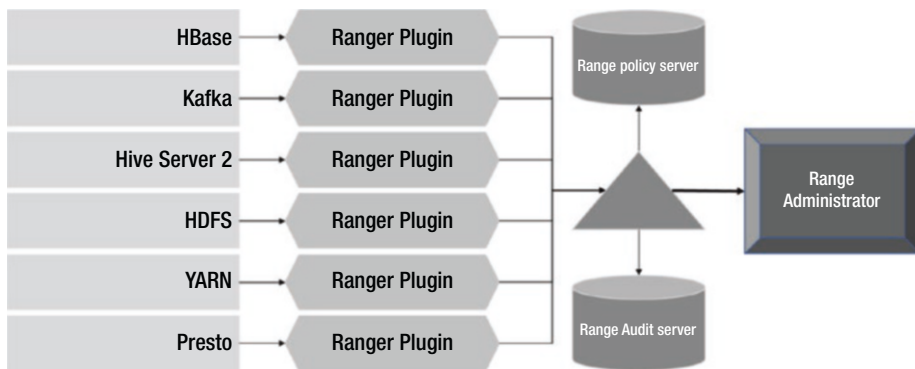 HBase
Ranger Plugin
Kafka
Ranger Plugin
Hive Server 2
Ranger Plugin
HDFS
Ranger Plugin
YARN
Ranger Plugin
Presto
Ranger Plugin
Range policy server
Range Audit server
Range
Administrator